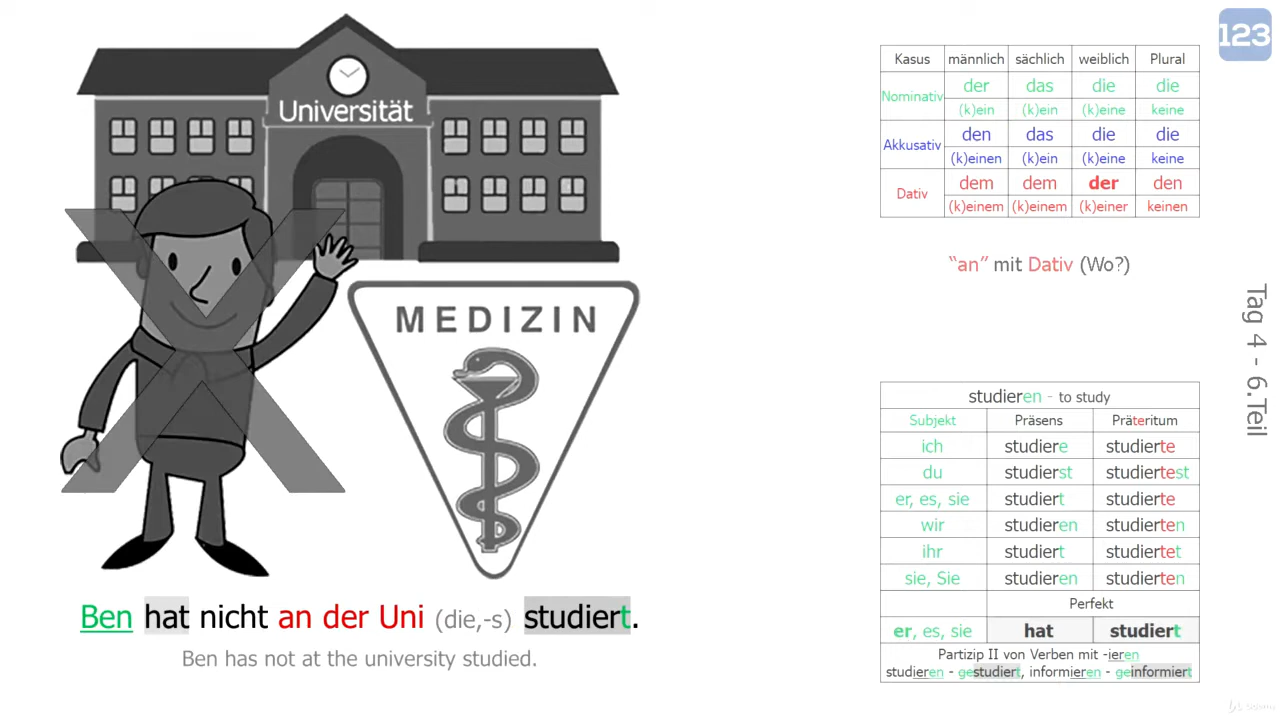 123
Universität
MEDIZIN
Ben hat nicht an der Uni (die,-s) studiert.
Ben has not at the university studied.
Kasus männlich sächlich weiblich Plural
Nominativ der das die die
(k)ein (k)ein (k)eine keine
Akkusativ den das die die
(k)einen (k)ein (k)eine keine
Dativ dem dem der den
(k)einem (k)einem (k)einer keinen
"an" mit Dativ (Wo?)
Tag 4 - 6.Teil
studieren - to study
Subjekt Präsens Präteritum
ich studiere studierte
du studierst studiertest
er, es, sie studiert studierte
wir studieren studierten
ihr studiert studiertet
sie, Sie studieren studierten
Perfekt
er, es, sie hat studiert
Partizip II von Verben mit -ieren
studieren - gestudiert, informieren - geinformiert